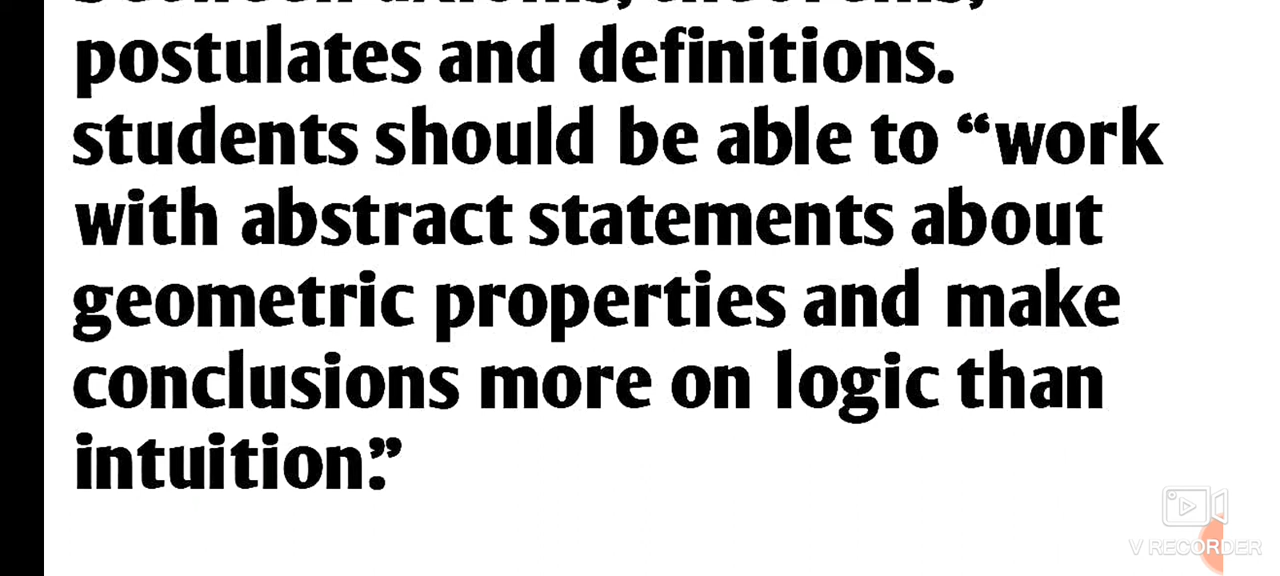 postulates and definitions.
students should be able to “work
with abstract statements about
geometric properties and make
conclusions more on logic than
intuition.”
V RECORDER